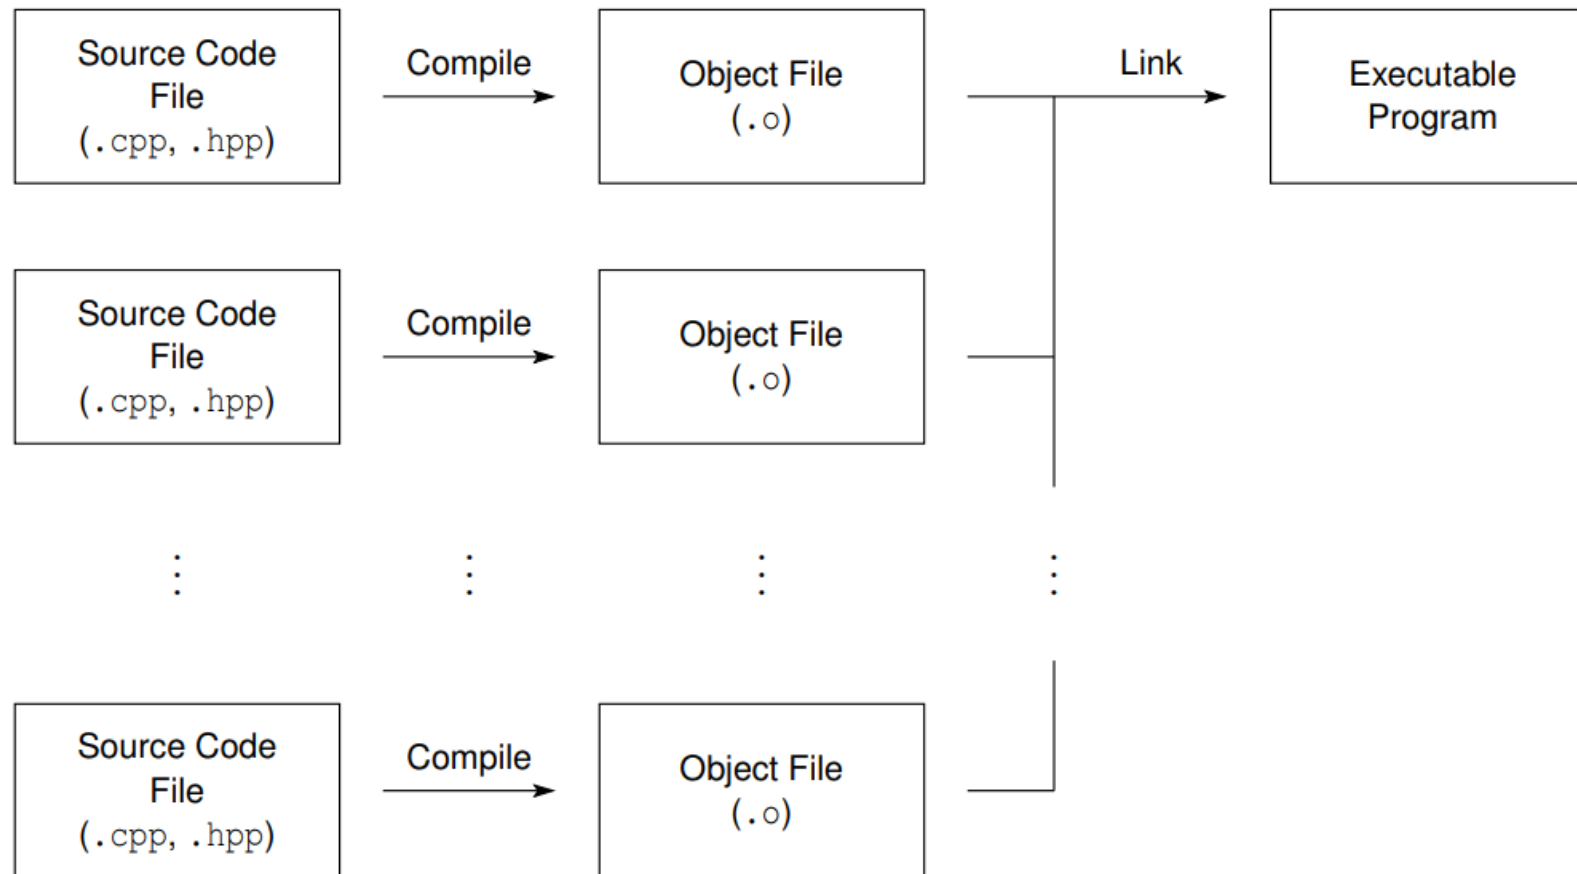 Source Code
File
(.cpp, .hpp)
Compile
Object File
(.o)
Link
Executable
Program
Source Code
File
(.cpp, .hpp)
Compile
Object File
(.o)
Source Code
File
(.cpp, .hpp)
Compile
Object File
(.o)